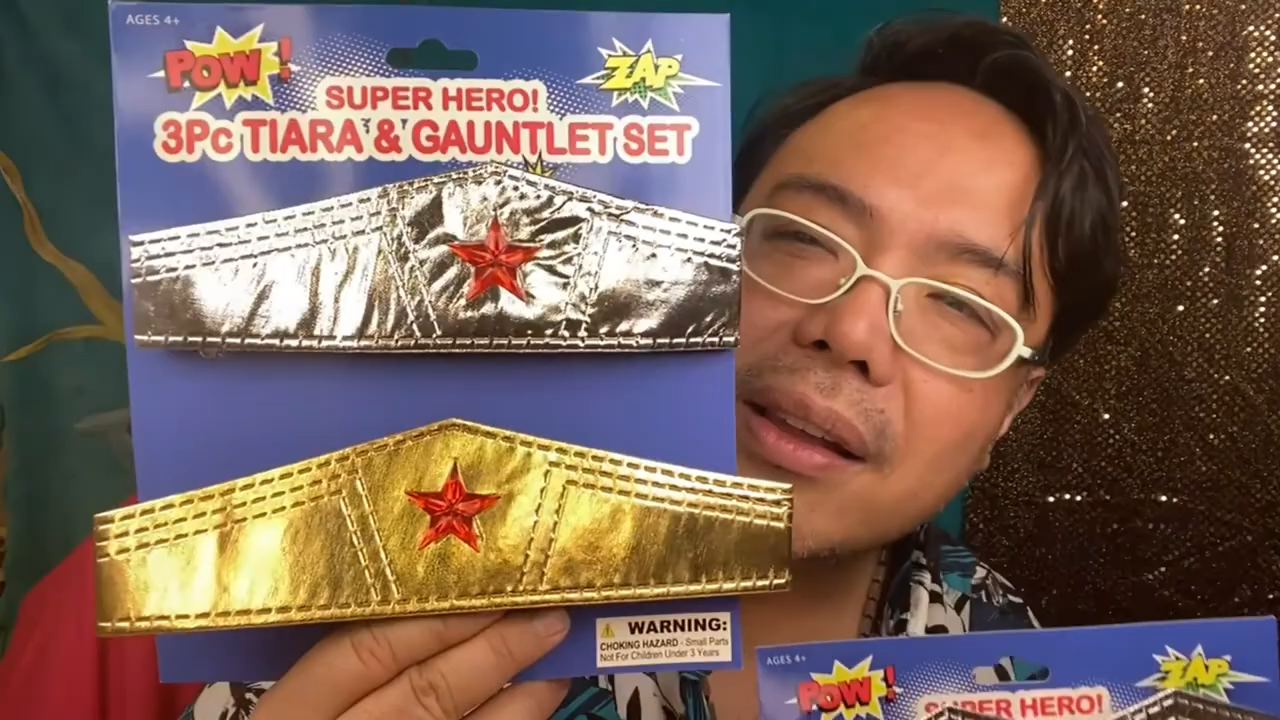 AGES 4+
POW!
ZAP
SUPER HERO!
3Pc TIARA & GAUNTLET SET
WARNING:
CHOKING HAZARD - Small Parts
Not For Children Under 3 Years
AGES 4+
POW!
ZAP
SUPER HERO!